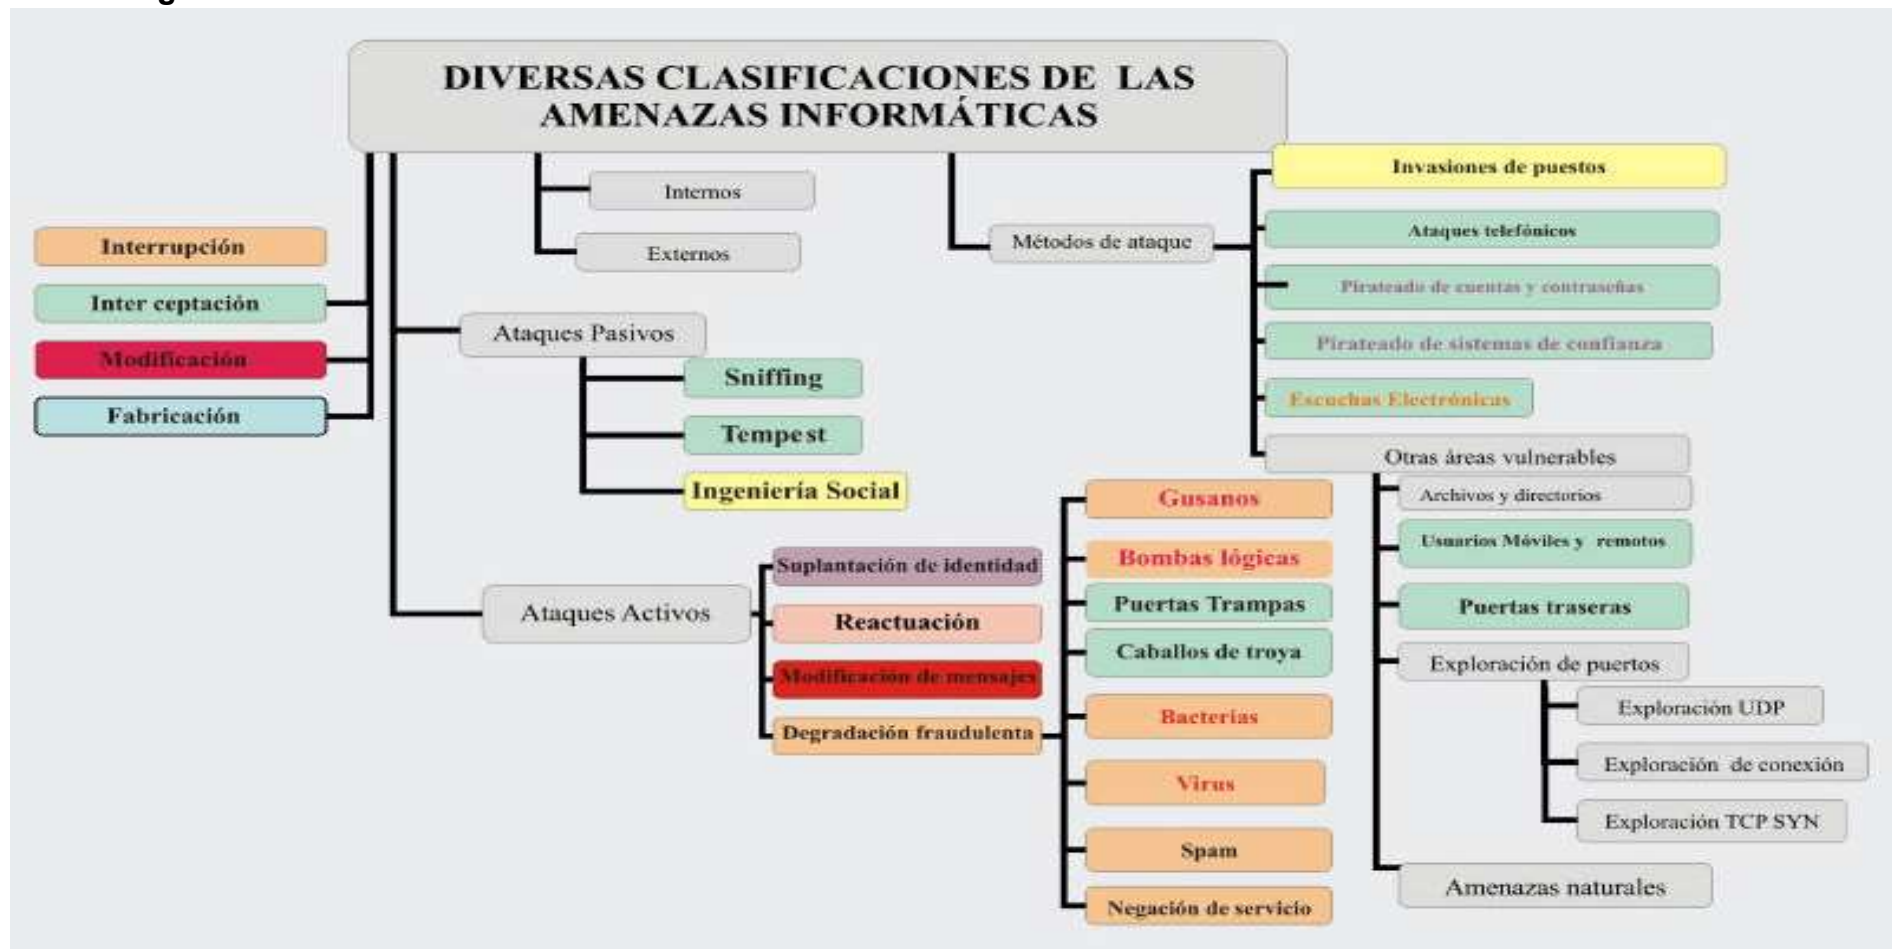 DIVERSAS CLASIFICACIONES DE LAS
AMENAZAS INFORMÁTICAS
Internos
Externos
Interrupción
Inter ceptación
Modificación
Fabricación
Ataques Pasivos
Sniffing
Tempest
Ingeniería Social
Ataques Activos
Suplantación de identidad
Reactuación
Modificación de mensajes
Degradación fraudulenta
Gusanos
Bombas lógicas
Puertas Trampas
Caballos de troya
Bacterias
Virus
Spam
Negación de servicio
Métodos de ataque
Invasiones de puestos
Ataques telefónicos
Pirateado de cuentas y contraseñas
Pirateado de sistemas de confianza
Escuchas Electrónicas
Otras áreas vulnerables
Archivos y directorios
Usuarios Móviles y remotos
Puertas traseras
Exploración de puertos
Exploración UDP
Exploración de conexión
Exploración TCP SYN
Amenazas naturales